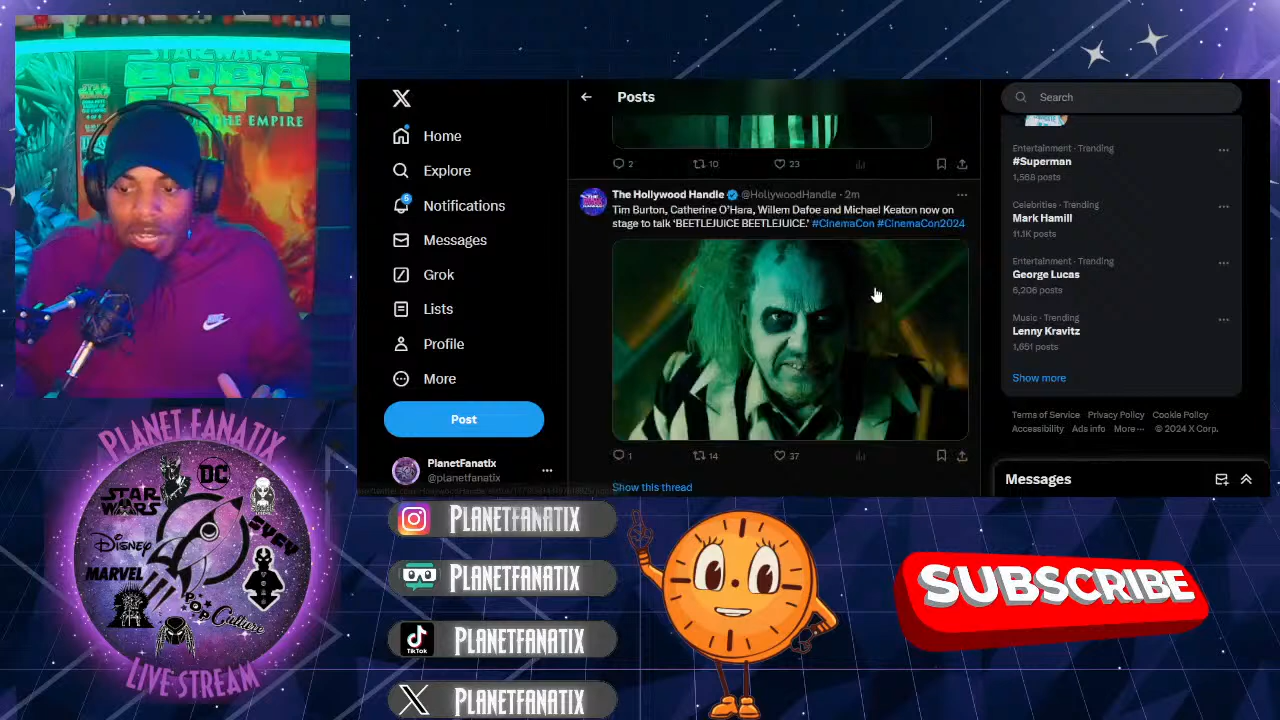 STAR WARS
BOBA
FETT
THE EMPIRE
X
Home
Explore
Notifications
Messages
Grok
Lists
Profile
More
Post
PlanetFanatix
@planetfanatix
Posts
2
10
23
The Hollywood Handle @HollywoodHandle · 2m
Tim Burton, Catherine O'Hara, Willem Dafoe and Michael Keaton now on
stage to talk 'BEETLEJUICE BEETLEJUICE.' #CinemaCon #CinemaCon2024
1
14
37
Show this thread
Search
Entertainment · Trending
#Superman
1,568 posts
Celebrities · Trending
Mark Hamill
11.1K posts
Entertainment · Trending
George Lucas
6,206 posts
Music · Trending
Lenny Kravitz
1,651 posts
Show more
Terms of Service Privacy Policy Cookie Policy
Accessibility Ads info More ··· © 2024 X Corp.
Messages
PLANET FANATIX
DC
STAR
WARS
SYFY
Disney
MARVEL
POP
Culture
LIVE STREAM
PLANETFANATIX
PLANETFANATIX
TikTok
PLANETFANATIX
PLANETFANATIX
SUBSCRIBE